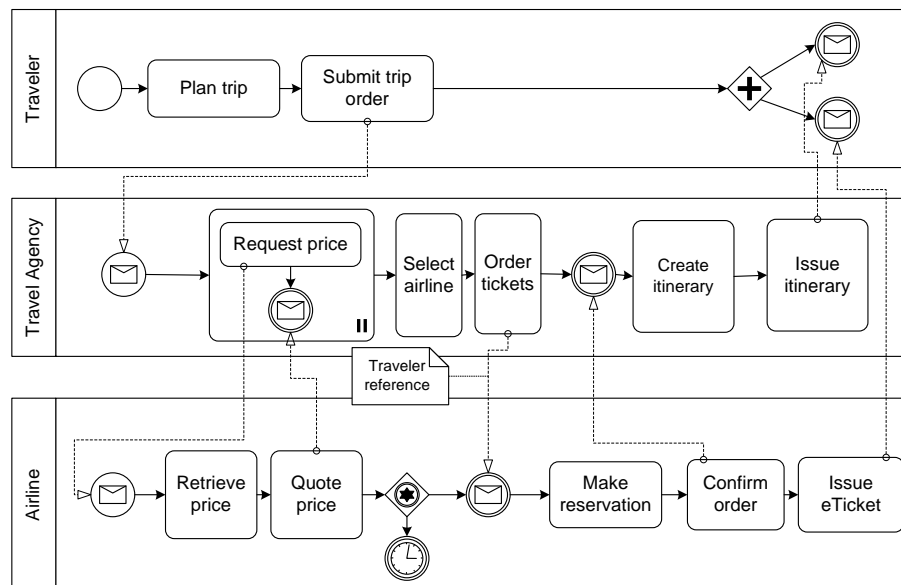 Traveler
Plan trip
Submit trip
order
Travel Agency
Request price
Select
airline
Order
tickets
Create
itinerary
Issue
itinerary
Traveler
reference
Airline
Retrieve
price
Quote
price
Make
reservation
Confirm
order
Issue
eTicket